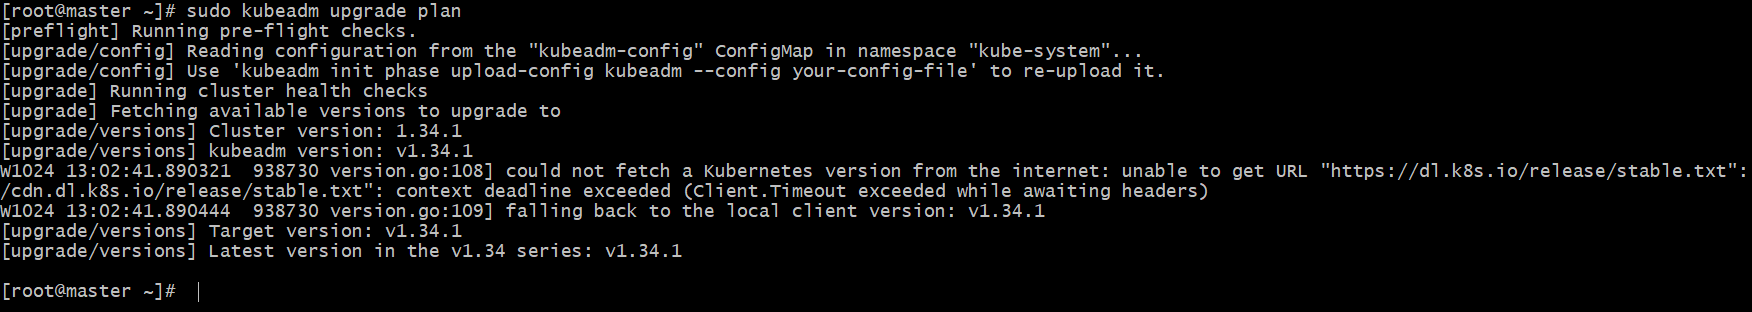 [root@master ~]# sudo kubeadm upgrade plan
[preflight] Running pre-flight checks.
[upgrade/config] Reading configuration from the "kubeadm-config" ConfigMap in namespace "kube-system"...
[upgrade/config] Use 'kubeadm init phase upload-config kubeadm --config your-config-file' to re-upload it.
[upgrade] Running cluster health checks
[upgrade] Fetching available versions to upgrade to
[upgrade/versions] Cluster version: 1.34.1
[upgrade/versions] kubeadm version: v1.34.1
W1024 13:02:41.890321  938730 version.go:108] could not fetch a Kubernetes version from the internet: unable to get URL "https://dl.k8s.io/release/stable.txt":
/cdn.dl.k8s.io/release/stable.txt": context deadline exceeded (Client.Timeout exceeded while awaiting headers)
W1024 13:02:41.890444  938730 version.go:109] falling back to the local client version: v1.34.1
[upgrade/versions] Target version: v1.34.1
[upgrade/versions] Latest version in the v1.34 series: v1.34.1
[root@master ~]#